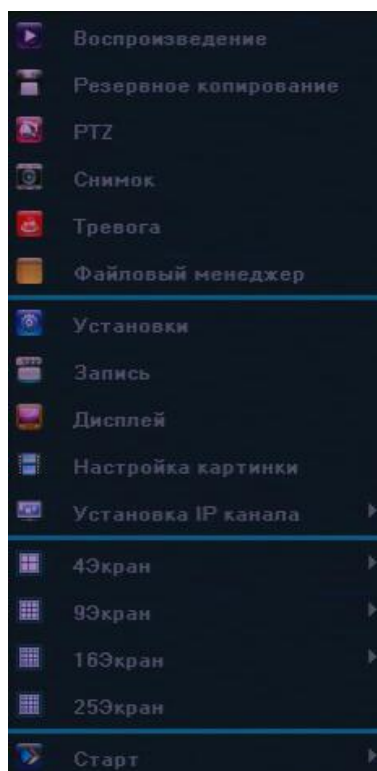 Воспроизведение
Резервное копирование
PTZ
Снимок
Тревога
Файловый менеджер
Установки
Запись
Дисплей
Настройка картинки
Установка IP канала
4Экран
9Экран
16Экран
25Экран
Старт